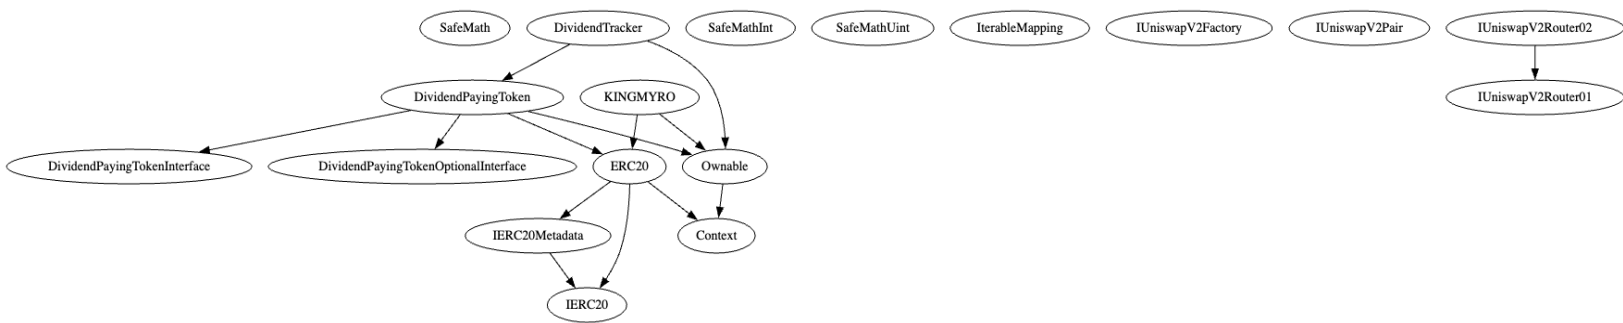 SafeMath
DividendTracker
SafeMathInt
SafeMathUint
IterableMapping
IUniswapV2Factory
IUniswapV2Pair
IUniswapV2Router02
DividendPayingToken
KINGMYRO
IUniswapV2Router01
DividendPayingTokenInterface
DividendPayingTokenOptionalInterface
ERC20
Ownable
IERC20Metadata
Context
IERC20